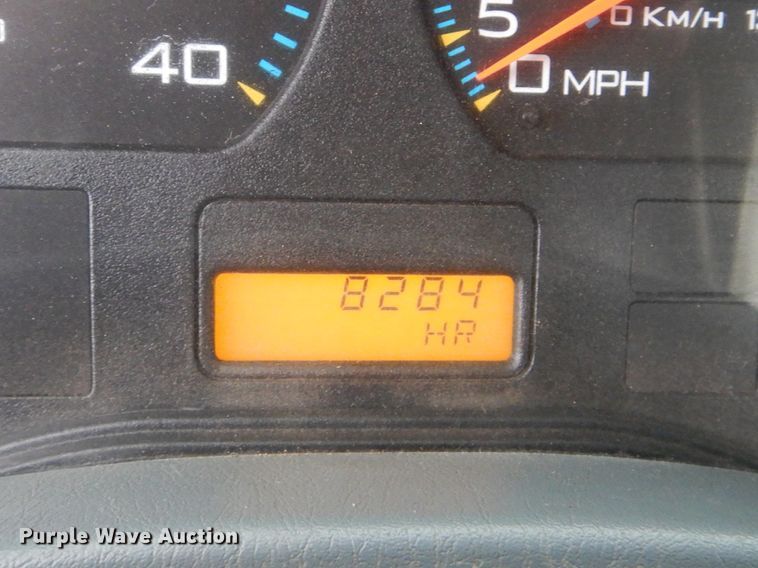 40
5
0 MPH
0 KM/H
8284
HR
Purple Wave Auction